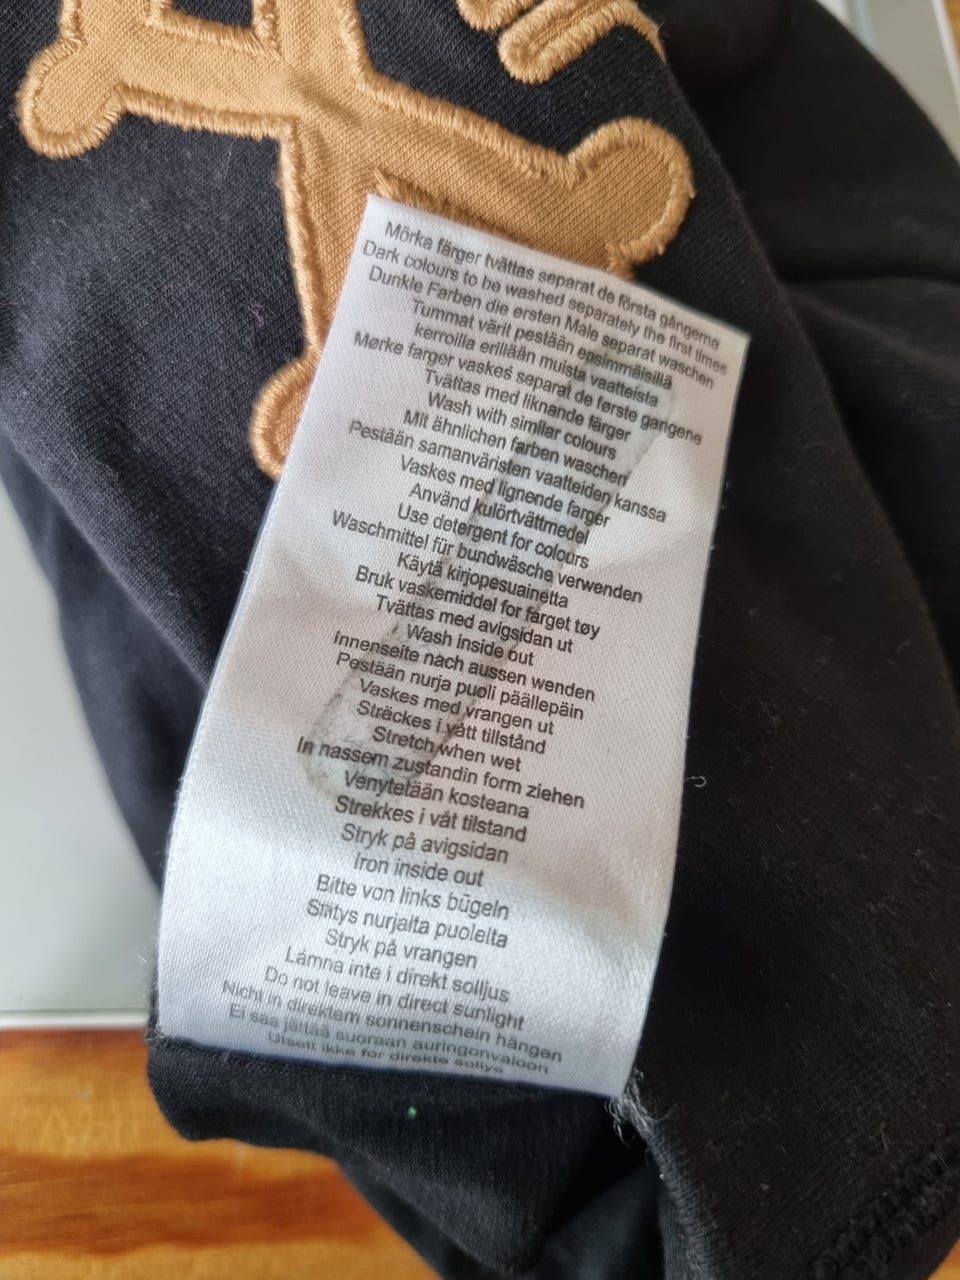 Mörka färger tvättas separat de första gångerna
Dark colours to be washed separately the first times
Dunkle Farben die ersten Male separat waschen
Tummat värit pestään ensimmäisillä
kerroilla erillään muista vaatteista
Mørke farger vaskes separat de første gangene
Tvättas med liknande färger
Wash with similar colours
Mit ähnlichen farben waschen
Pestään samanväristen vaatteiden kanssa
Vaskes med lignende farger
Använd kulörtvättmedel
Use detergent for colours
Waschmittel für bundwäsche verwenden
Käytä kirjopesuainetta
Bruk vaskemiddel for farget tøy
Tvättas med avigsidan ut
Wash inside out
Innenseite nach aussen wenden
Pestään nurja puoli päällepäin
Vaskes med vrangen ut
Sträckes i vått tillstånd
Stretch when wet
In nassem zustandin form ziehen
Venytetään kosteana
Strekkes i våt tilstand
Stryk på avigsidan
Iron inside out
Bitte von links bügeln
Silitys nurjalta puolelta
Stryk på vrangen
Lämna inte i direkt solljus
Do not leave in direct sunlight
Nicht in direktem sonnenschein hängen
Ei saa jättää suoraan auringonvaloon
Utsett ikke for direkte sollys